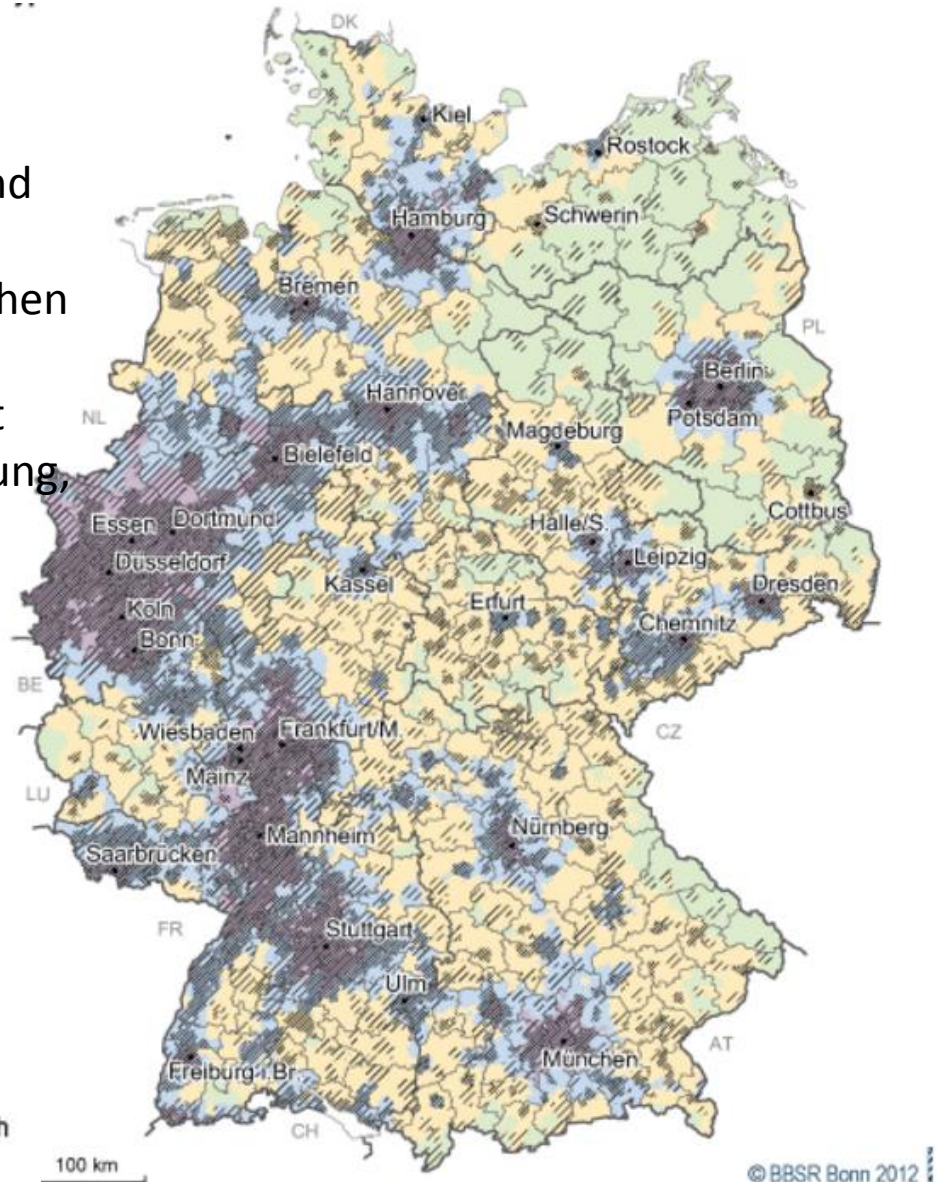 DK
Kiel
Rostock
nd
Hamburg
Schwerin
Bremen
hen
PL
Berlin
Hannover
Potsdam
NL
t
Magdeburg
Bielefeld
ung,
Cottbus
Essen
Dortmund
Halle/S.
Düsseldorf
Leipzig
Kassel
Dresden
Erfurt
Köln
Chemnitz
Bonn
BE
Wiesbaden
Frankfurt/M.
CZ
Mainz
LU
Mannheim
Nürnberg
Saarbrücken
FR
Stuttgart
Ulm
AT
München
Freiburg i.Br.
CH
h
100 km
© BBSR Bonn 2012